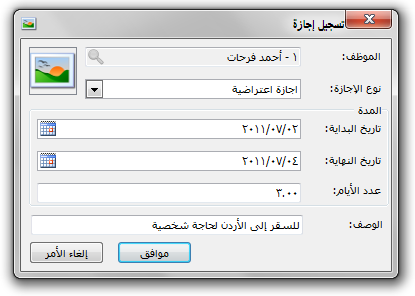 تسجيل إجازة
الموظف: ١ - أحمد فرحات
نوع الإجازة: اجازة اعتراضية
المدة
تاريخ البداية: ٢٠١١/٠٧/٠٢
تاريخ النهاية: ٢٠١١/٠٧/٠٤
عدد الأيام: ٣.٠٠
الوصف: للسفر إلى الأردن لحاجة شخصية
موافق إلغاء الأمر